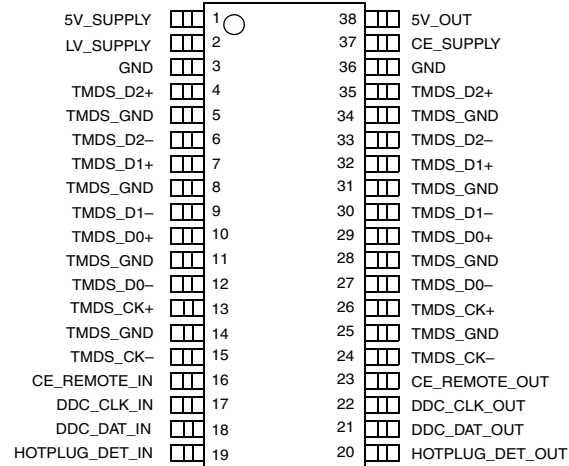 5V_SUPPLY 1 38 5V_OUT
LV_SUPPLY 2 37 CE_SUPPLY
GND 3 36 GND
TMDS_D2+ 4 35 TMDS_D2+
TMDS_GND 5 34 TMDS_GND
TMDS_D2– 6 33 TMDS_D2–
TMDS_D1+ 7 32 TMDS_D1+
TMDS_GND 8 31 TMDS_GND
TMDS_D1– 9 30 TMDS_D1–
TMDS_D0+ 10 29 TMDS_D0+
TMDS_GND 11 28 TMDS_GND
TMDS_D0– 12 27 TMDS_D0–
TMDS_CK+ 13 26 TMDS_CK+
TMDS_GND 14 25 TMDS_GND
TMDS_CK– 15 24 TMDS_CK–
CE_REMOTE_IN 16 23 CE_REMOTE_OUT
DDC_CLK_IN 17 22 DDC_CLK_OUT
DDC_DAT_IN 18 21 DDC_DAT_OUT
HOTPLUG_DET_IN 19 20 HOTPLUG_DET_OUT